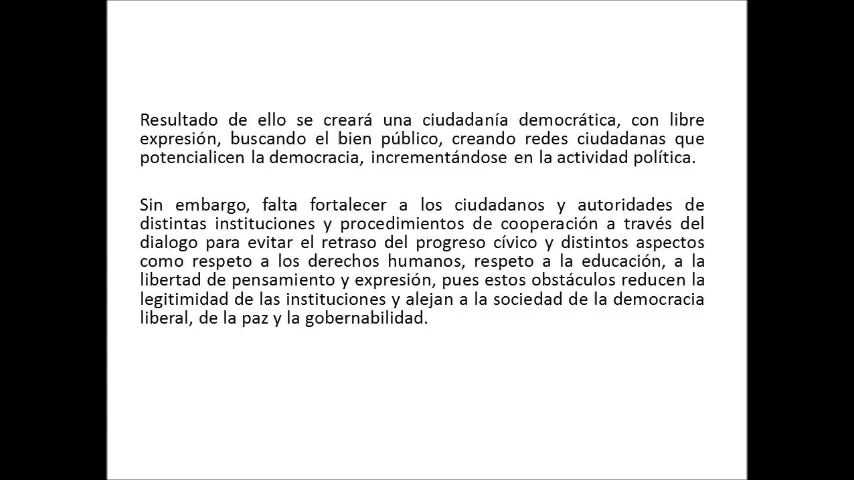 Resultado de ello se creará una ciudadanía democrática, con libre
expresión, buscando el bien público, creando redes ciudadanas que
potencialicen la democracia, incrementándose en la actividad política.
Sin embargo, falta fortalecer a los ciudadanos y autoridades de
distintas instituciones y procedimientos de cooperación a través del
dialogo para evitar el retraso del progreso cívico y distintos aspectos
como respeto a los derechos humanos, respeto a la educación, a la
libertad de pensamiento y expresión, pues estos obstáculos reducen la
legitimidad de las instituciones y alejan a la sociedad de la democracia
liberal, de la paz y la gobernabilidad.